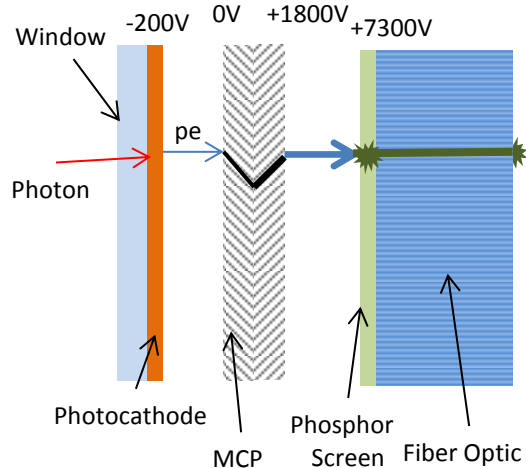 -200V
0V
+1800V
+7300V
Window
pe
Photon
Photocathode
MCP
Phosphor
Screen
Fiber Optic